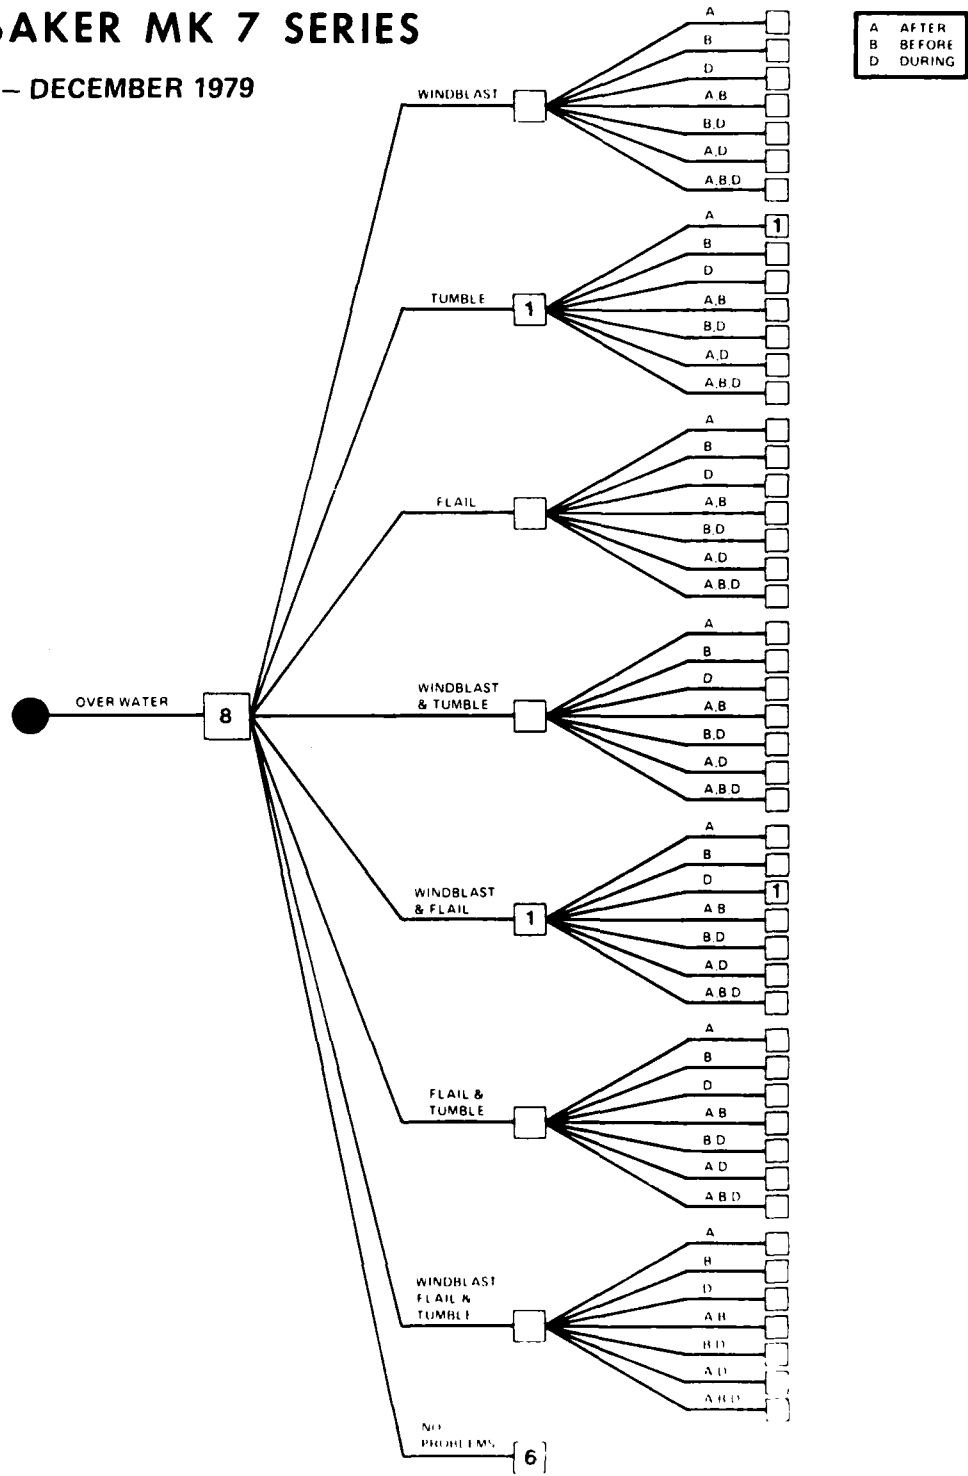 BAKER MK 7 SERIES
– DECEMBER 1979
A AFTER
B BEFORE
D DURING
OVER WATER
8
WINDBLAST
A
B
D
A,B
B,D
A,D
A,B,D
TUMBLE
1
A
1
B
D
A,B
B,D
A,D
A,B,D
FLAIL
A
B
D
A,B
B,D
A,D
A,B,D
WINDBLAST
& TUMBLE
A
B
D
A,B
B,D
A,D
A,B,D
WINDBLAST
& FLAIL
1
A
B
D
1
A B
B,D
A,D
A,B D
FLAIL &
TUMBLE
A
B
D
A B
B D
A D
A B D
WINDBLAST
FLAIL &
TUMBLE
A
B
D
A B
B D
A D
A B D
NO
PROBLEMS
6